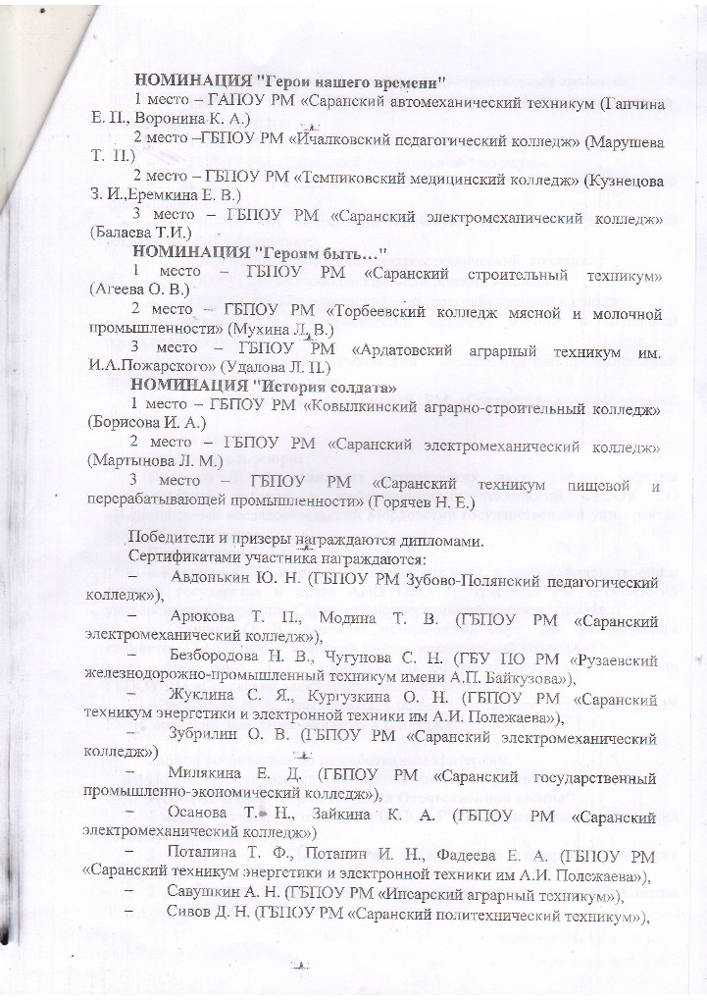 НОМИНАЦИЯ "Герои нашего времени"
1 место – ГАПОУ РМ «Саранский автомеханический техникум (Ганчина
Е. П., Воронина К. А.)
2 место –ГБПОУ РМ «Ичалковский педагогический колледж» (Марушева
Т. П.)
2 место – ГБПОУ РМ «Темниковский медицинский колледж» (Кузнецова
З. И.,Еремкина Е. В.)
3 место – ГБПОУ РМ «Саранский электромеханический колледж»
(Балаева Т.И.)
НОМИНАЦИЯ "Героям быть…"
1 место – ГБПОУ РМ «Саранский строительный техникум»
(Агеева О. В.)
2 место – ГБПОУ РМ «Торбеевский колледж мясной и молочной
промышленности» (Мухина Л. В.)
3 место – ГБПОУ РМ «Ардатовский аграрный техникум им.
И.А.Пожарского» (Удалова Л. П.)
НОМИНАЦИЯ "История солдата»
1 место – ГБПОУ РМ «Ковылкинский аграрно-строительный колледж»
(Борисова И. А.)
2 место – ГБПОУ РМ «Саранский электромеханический колледж»
(Мартынова Л. М.)
3 место – ГБПОУ РМ «Саранский техникум пищевой и
перерабатывающей промышленности» (Горячев Н. Е.)
Победители и призеры награждаются дипломами.
Сертификатами участника награждаются:
– Авдонькин Ю. Н. (ГБПОУ РМ Зубово-Полянский педагогический
колледж»),
– Арюкова Т. П., Модина Т. В. (ГБПОУ РМ «Саранский
электромеханический колледж»),
– Безбородова Н. В., Чугунова С. Н. (ГБУ ПО РМ «Рузаевский
железнодорожно-промышленный техникум имени А.П. Байкузова»),
– Жуклина С. Я., Кургузкина О. Н. (ГБПОУ РМ «Саранский
техникум энергетики и электронной техники им А.И. Полежаева»),
– Зубрилин О. В. (ГБПОУ РМ «Саранский электромеханический
колледж»)
– Милякина Е. Д. (ГБПОУ РМ «Саранский государственный
промышленно-экономический колледж»),
– Осанова Т. Н., Зайкина К. А. (ГБПОУ РМ «Саранский
электромеханический колледж»)
– Потанина Т. Ф., Потанин И. Н., Фадеева Е. А. (ГБПОУ РМ
«Саранский техникум энергетики и электронной техники им А.И. Полежаева»),
– Савушкин А. Н. (ГБПОУ РМ «Инсарский аграрный техникум»),
– Сивов Д. Н. (ГБПОУ РМ «Саранский политехнический техникум»),